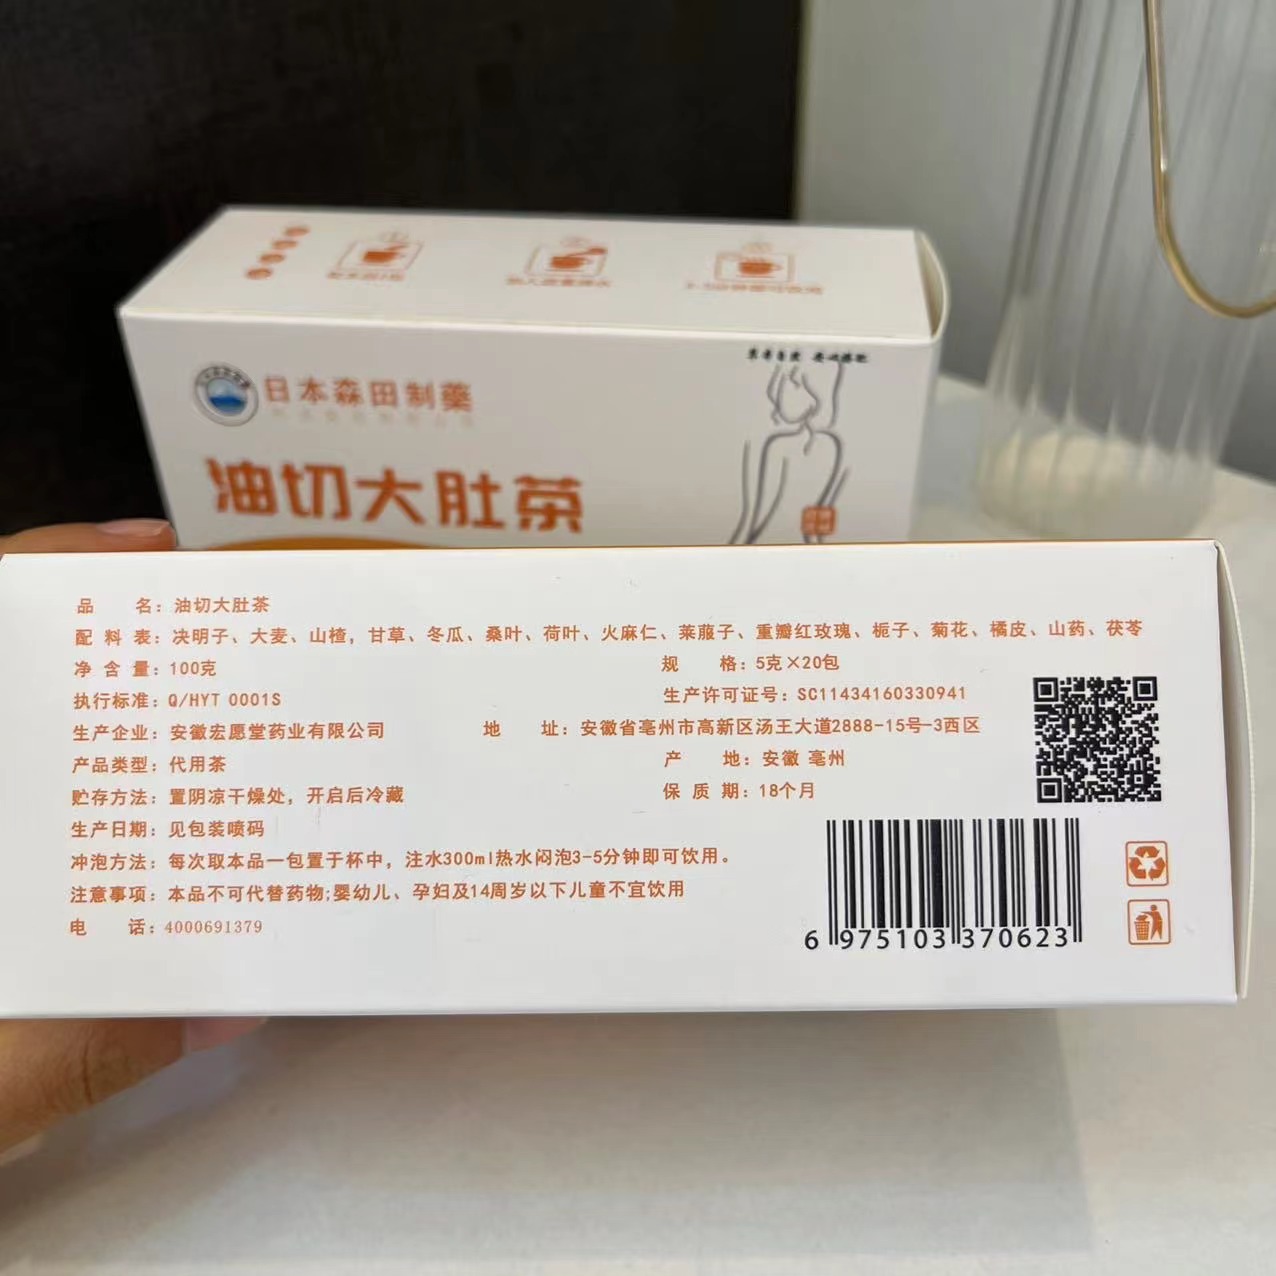 日本森田制藥
油切大肚茶
品 名：油切大肚茶
配 料 表：决明子、大麦、山楂，甘草、冬瓜、桑叶、荷叶、火麻仁、莱菔子、重瓣红玫瑰、栀子、菊花、橘皮、山药、茯苓
净 含 量：100克 规 格：5克×20包
执行标准：Q/HYT 0001S 生产许可证号：SC11434160330941
生产企业：安徽宏愿堂药业有限公司 地 址：安徽省亳州市高新区汤王大道2888-15号-3西区
产品类型：代用茶 产 地：安徽 亳州
贮存方法：置阴凉干燥处，开启后冷藏 保 质 期：18个月
生产日期：见包装喷码
冲泡方法：每次取本品一包置于杯中，注水300ml热水闷泡3-5分钟即可饮用。
注意事项：本品不可代替药物;婴幼儿、孕妇及14周岁以下儿童不宜饮用
电 话：4000691379
6 975103 370623